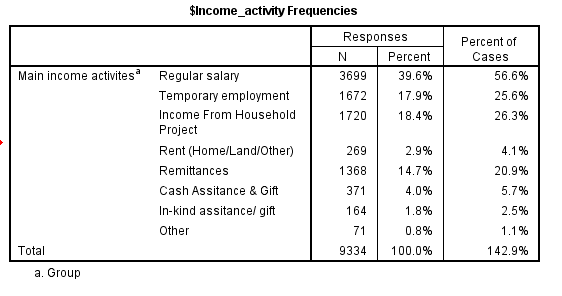 $Income_activity Frequencies
Responses
Percent of Cases
N Percent
Main income activitesa Regular salary 3699 39.6% 56.6%
Temporary employment 1672 17.9% 25.6%
Income From Household Project 1720 18.4% 26.3%
Rent (Home/Land/Other) 269 2.9% 4.1%
Remittances 1368 14.7% 20.9%
Cash Assitance & Gift 371 4.0% 5.7%
In-kind assitance/ gift 164 1.8% 2.5%
Other 71 0.8% 1.1%
Total 9334 100.0% 142.9%
a. Group